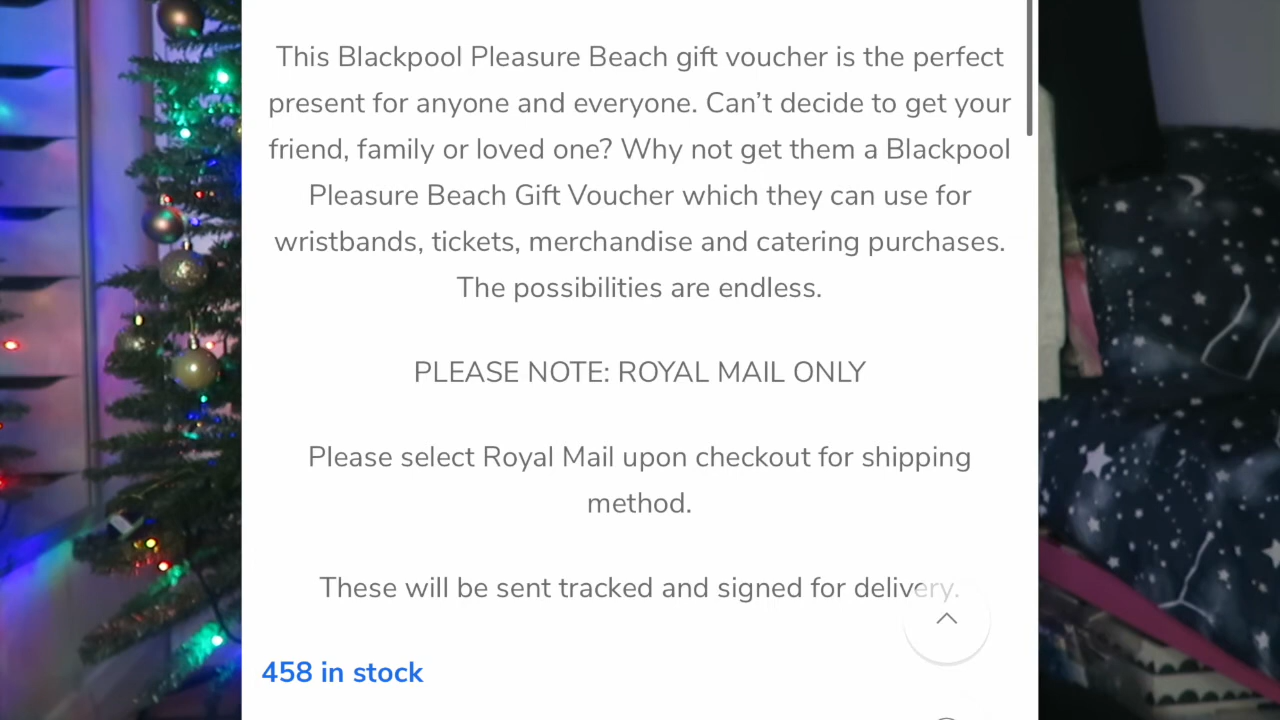 This Blackpool Pleasure Beach gift voucher is the perfect
present for anyone and everyone. Can’t decide to get your
friend, family or loved one? Why not get them a Blackpool
Pleasure Beach Gift Voucher which they can use for
wristbands, tickets, merchandise and catering purchases.
The possibilities are endless.
PLEASE NOTE: ROYAL MAIL ONLY
Please select Royal Mail upon checkout for shipping
method.
These will be sent tracked and signed for delivery.
458 in stock